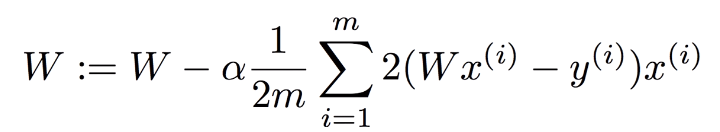 W := W − α \frac{1}{2m} \sum_{i=1}^{m} 2(Wx^{(i)} − y^{(i)})x^{(i)}